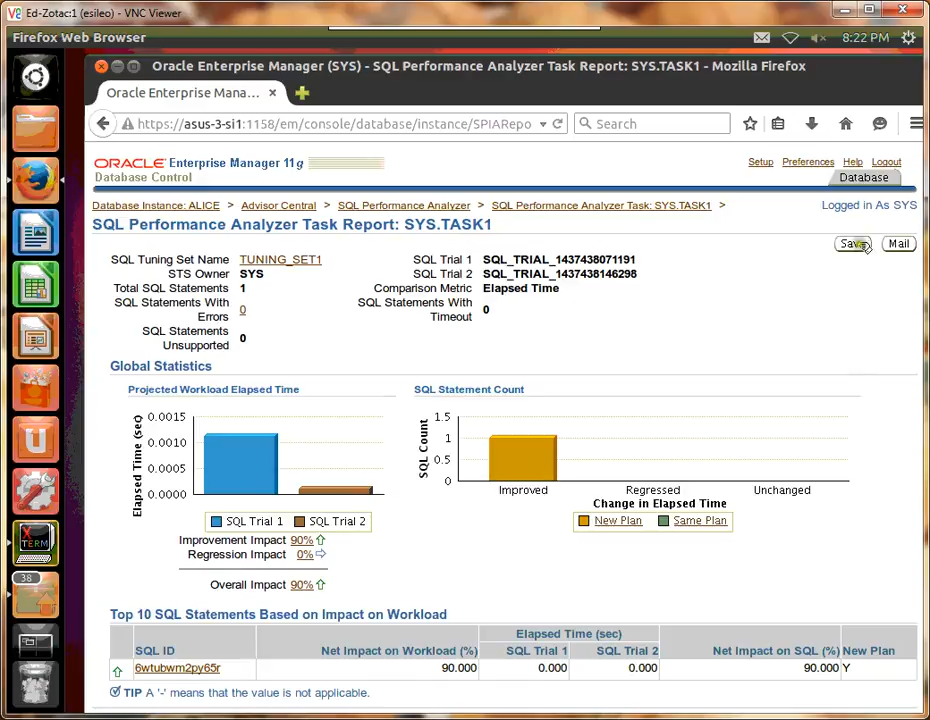 Ed-Zotac:1 (esileo) - VNC Viewer
Firefox Web Browser
8:22 PM
Oracle Enterprise Manager (SYS) - SQL Performance Analyzer Task Report: SYS.TASK1 - Mozilla Firefox
Oracle Enterprise Mana...
https://asus-3-si1:1158/em/console/database/instance/SPIARepo
Search
ORACLE Enterprise Manager 11g
Database Control
Setup Preferences Help Logout
Database
Database Instance: ALICE > Advisor Central > SQL Performance Analyzer > SQL Performance Analyzer Task: SYS.TASK1 >
Logged in As SYS
SQL Performance Analyzer Task Report: SYS.TASK1
Save Mail
SQL Tuning Set Name TUNING_SET1
STS Owner SYS
Total SQL Statements 1
SQL Statements With Errors 0
SQL Statements Unsupported 0
SQL Trial 1 SQL_TRIAL_1437438071191
SQL Trial 2 SQL_TRIAL_1437438146298
Comparison Metric Elapsed Time
SQL Statements With Timeout 0
Global Statistics
Projected Workload Elapsed Time
Elapsed Time (sec)
0.0015
0.0010
0.0005
0.0000
SQL Trial 1 SQL Trial 2
Improvement Impact 90%
Regression Impact 0%
Overall Impact 90%
SQL Statement Count
SQL Count
1.5
1
0.5
0
Improved Regressed Unchanged
Change in Elapsed Time
New Plan Same Plan
Top 10 SQL Statements Based on Impact on Workload
Elapsed Time (sec)
SQL ID Net Impact on Workload (%) SQL Trial 1 SQL Trial 2 Net Impact on SQL (%) New Plan
6wtubwm2py65r 90.000 0.000 0.000 90.000 Y
TIP A '-' means that the value is not applicable.
38
X
TERM